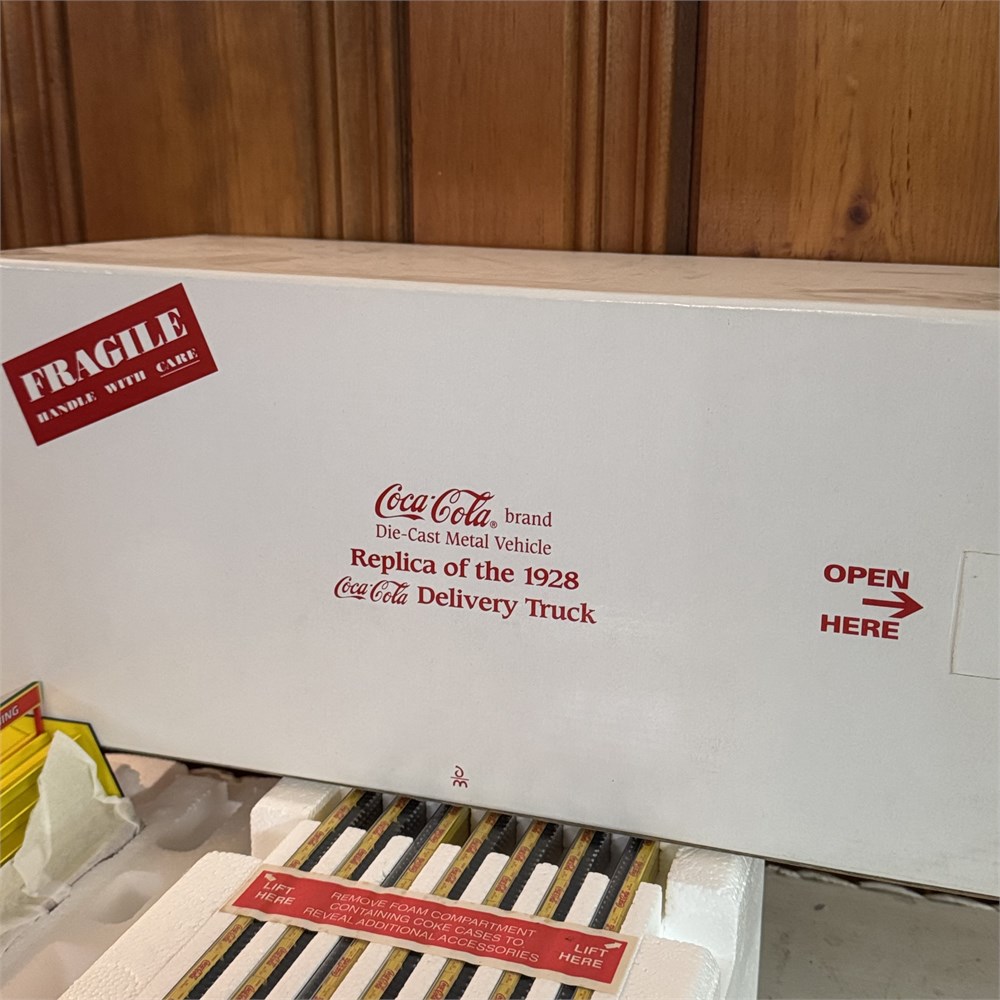 FRAGILE
HANDLE WITH CARE
Coca-Cola® brand
Die-Cast Metal Vehicle
Replica of the 1928
Coca-Cola Delivery Truck
OPEN
HERE
ING
LIFT
HERE
REMOVE FOAM COMPARTMENT
CONTAINING COKE CASES TO
REVEAL ADDITIONAL ACCESSORIES
LIFT
HERE